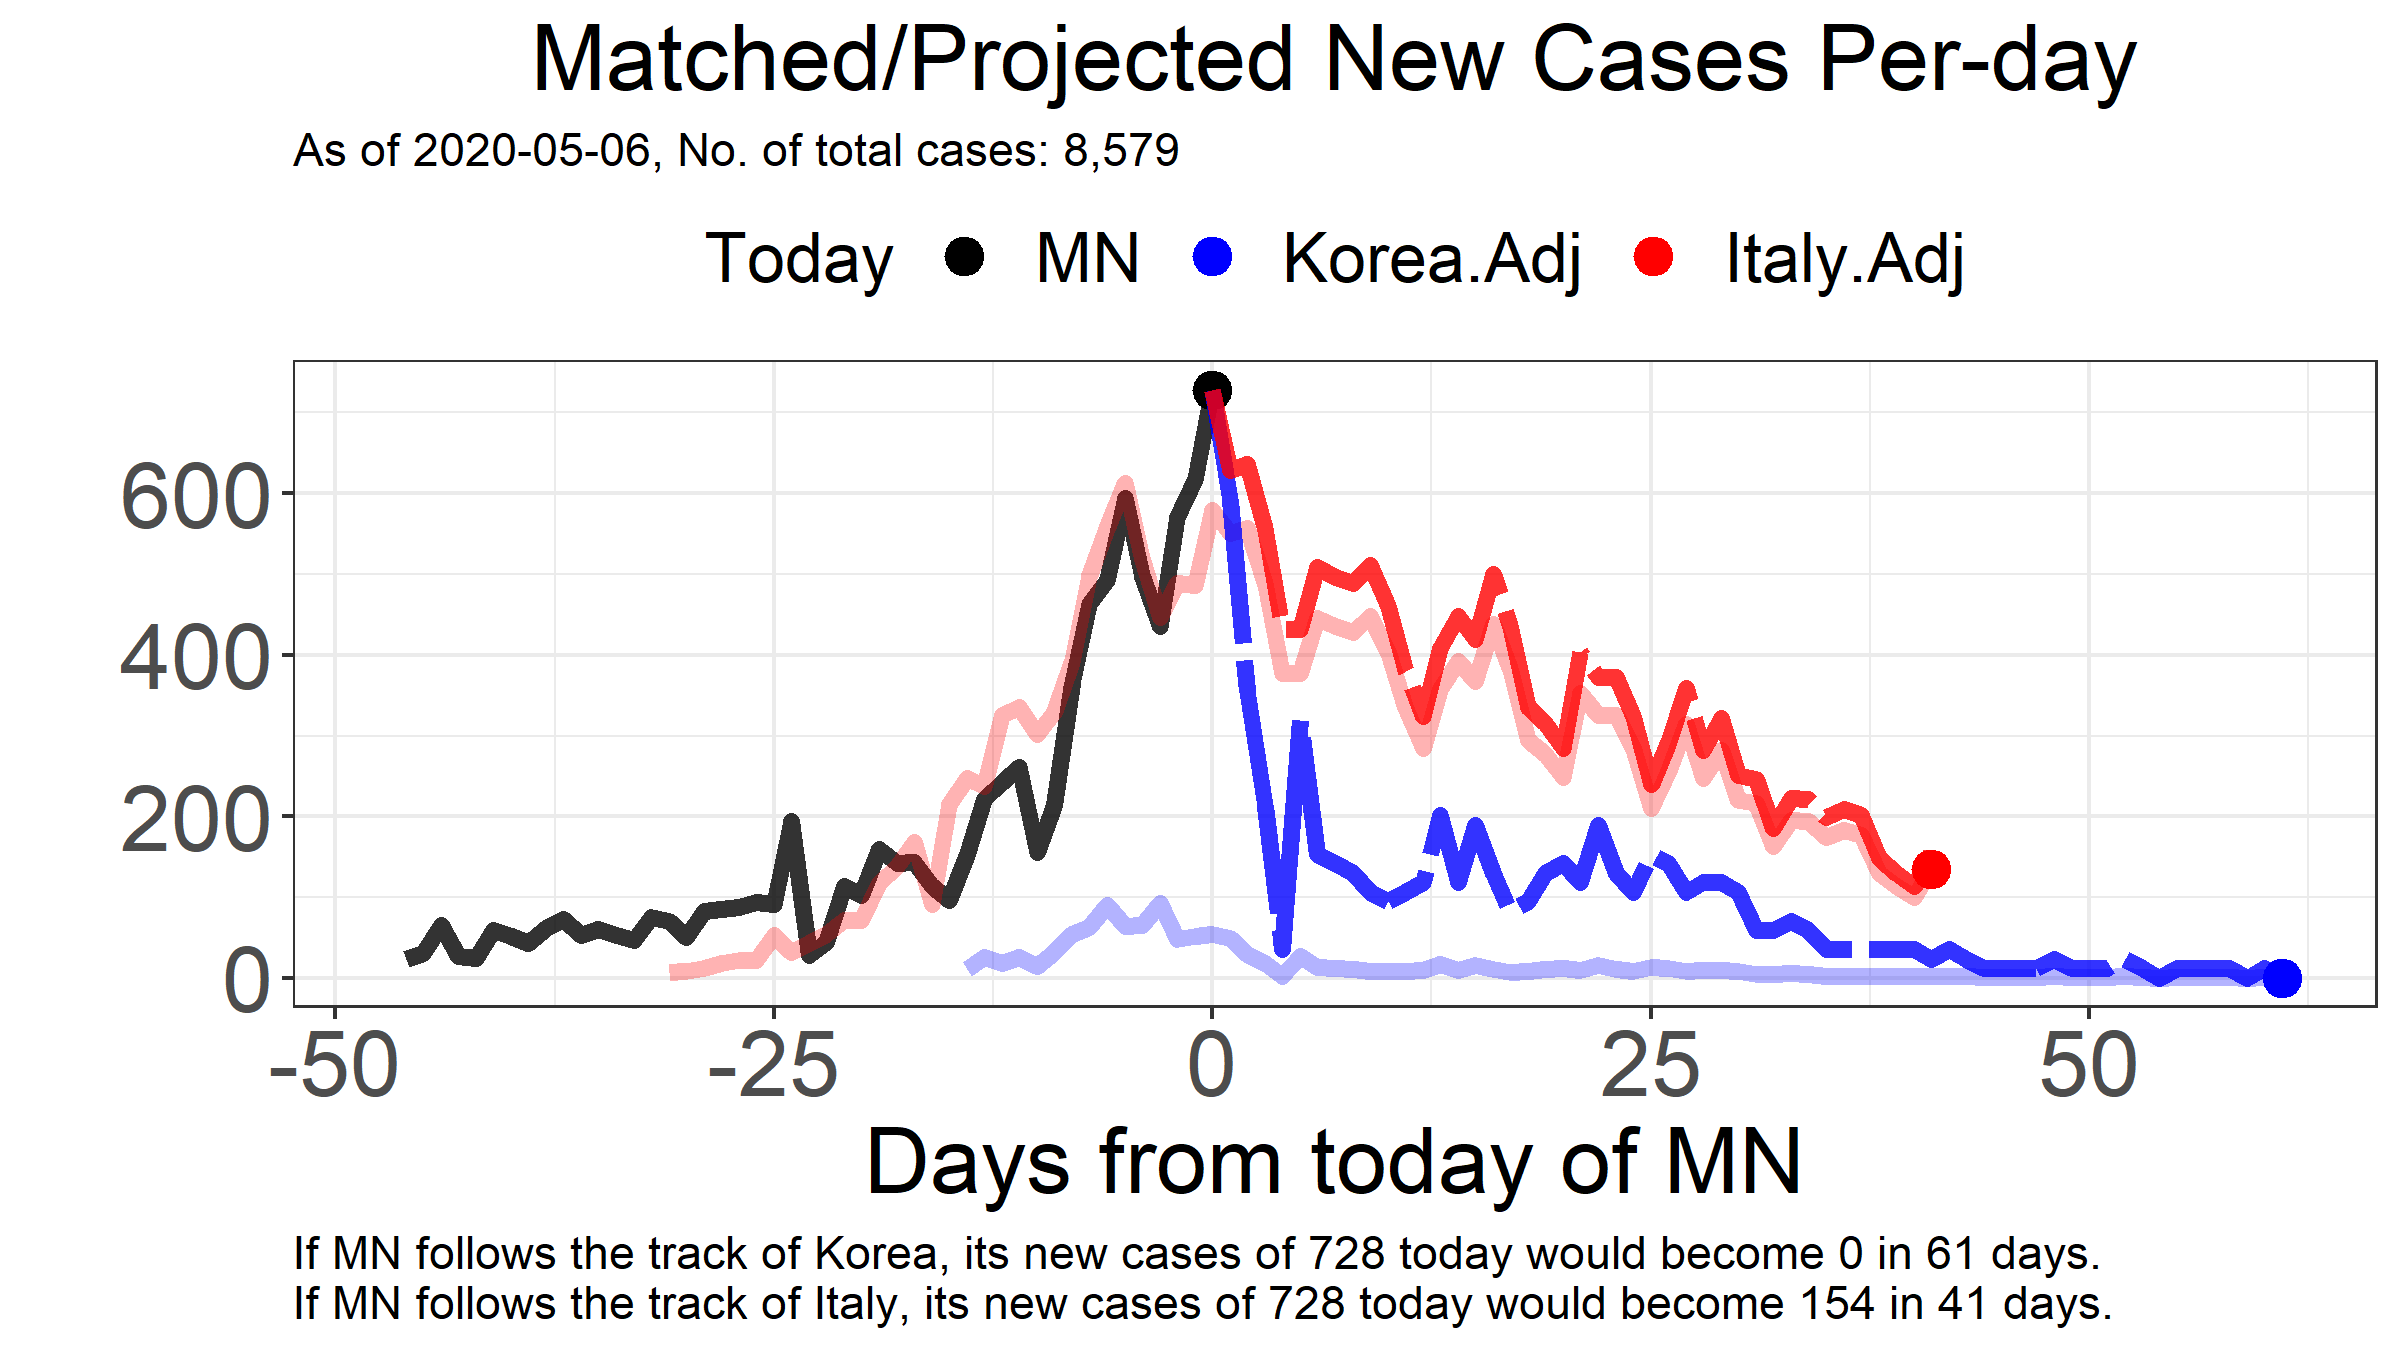 Matched/Projected New Cases Per-day
As of 2020-05-06, No. of total cases: 8,579
Today MN Korea.Adj Italy.Adj
600
400
200
0
-50 -25 0 25 50
Days from today of MN
If MN follows the track of Korea, its new cases of 728 today would become 0 in 61 days.
If MN follows the track of Italy, its new cases of 728 today would become 154 in 41 days.